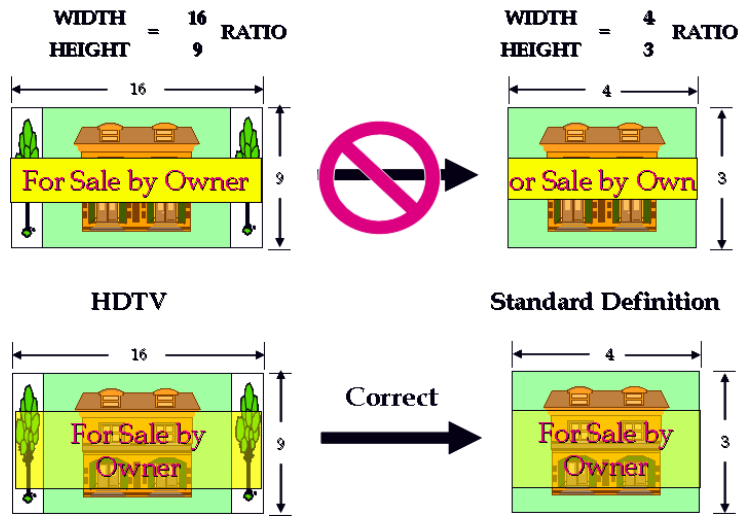 WIDTH = 16 RATIO
HEIGHT 9
WIDTH = 4 RATIO
HEIGHT 3
16
4
For Sale by Owner
9
or Sale by Own
3
HDTV
Standard Definition
16
4
Correct
For Sale by
Owner
9
For Sale by
Owner
3